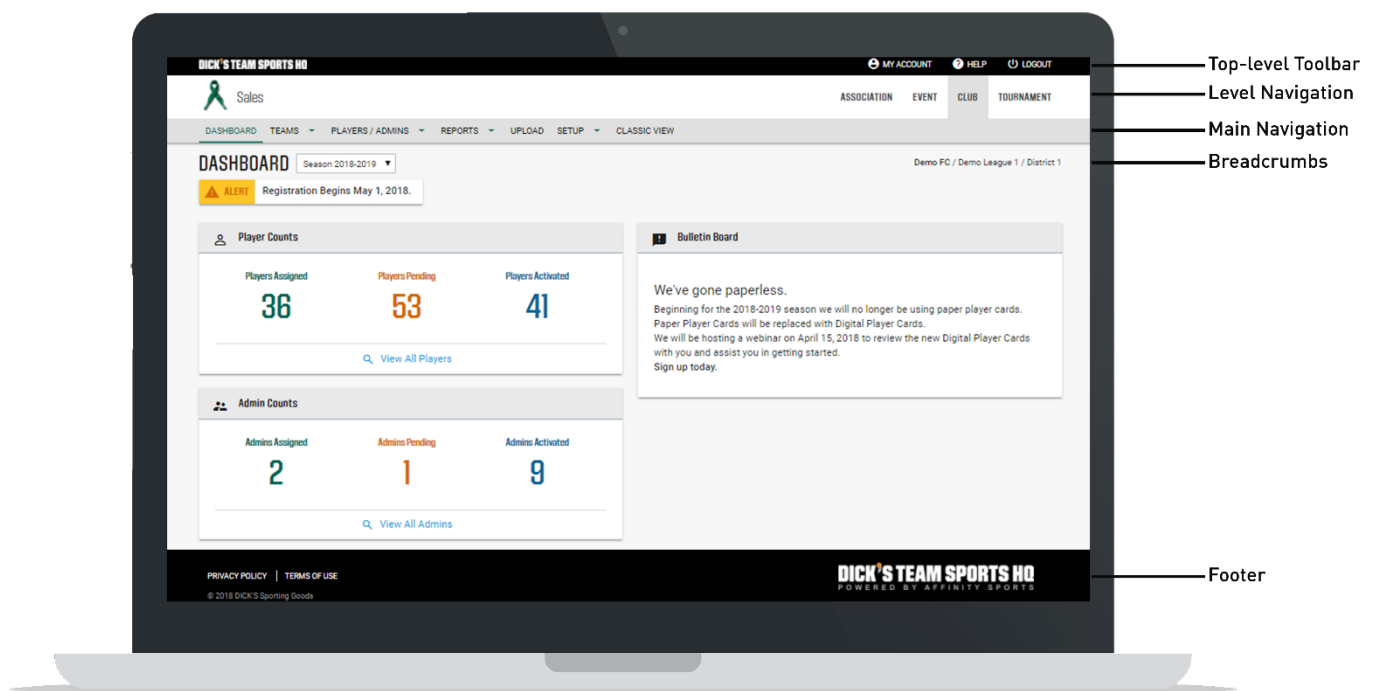 DICK'S TEAM SPORTS HQ
MY ACCOUNT HELP LOGOUT
Top-level Toolbar
Sales
ASSOCIATION EVENT CLUB TOURNAMENT
Level Navigation
DASHBOARD TEAMS PLAYERS / ADMINS REPORTS UPLOAD SETUP CLASSIC VIEW
Main Navigation
DASHBOARD Season 2018-2019
Demo FC / Demo League 1 / District 1
Breadcrumbs
ALERT Registration Begins May 1, 2018.
Player Counts
Players Assigned Players Pending Players Activated
36 53 41
View All Players
Bulletin Board
We've gone paperless.
Beginning for the 2018-2019 season we will no longer be using paper player cards.
Paper Player Cards will be replaced with Digital Player Cards.
We will be hosting a webinar on April 15, 2018 to review the new Digital Player Cards
with you and assist you in getting started.
Sign up today.
Admin Counts
Admins Assigned Admins Pending Admins Activated
2 1 9
View All Admins
PRIVACY POLICY | TERMS OF USE
© 2018 DICK'S Sporting Goods
DICK'S TEAM SPORTS HQ
POWERED BY AFFINITY SPORTS
Footer